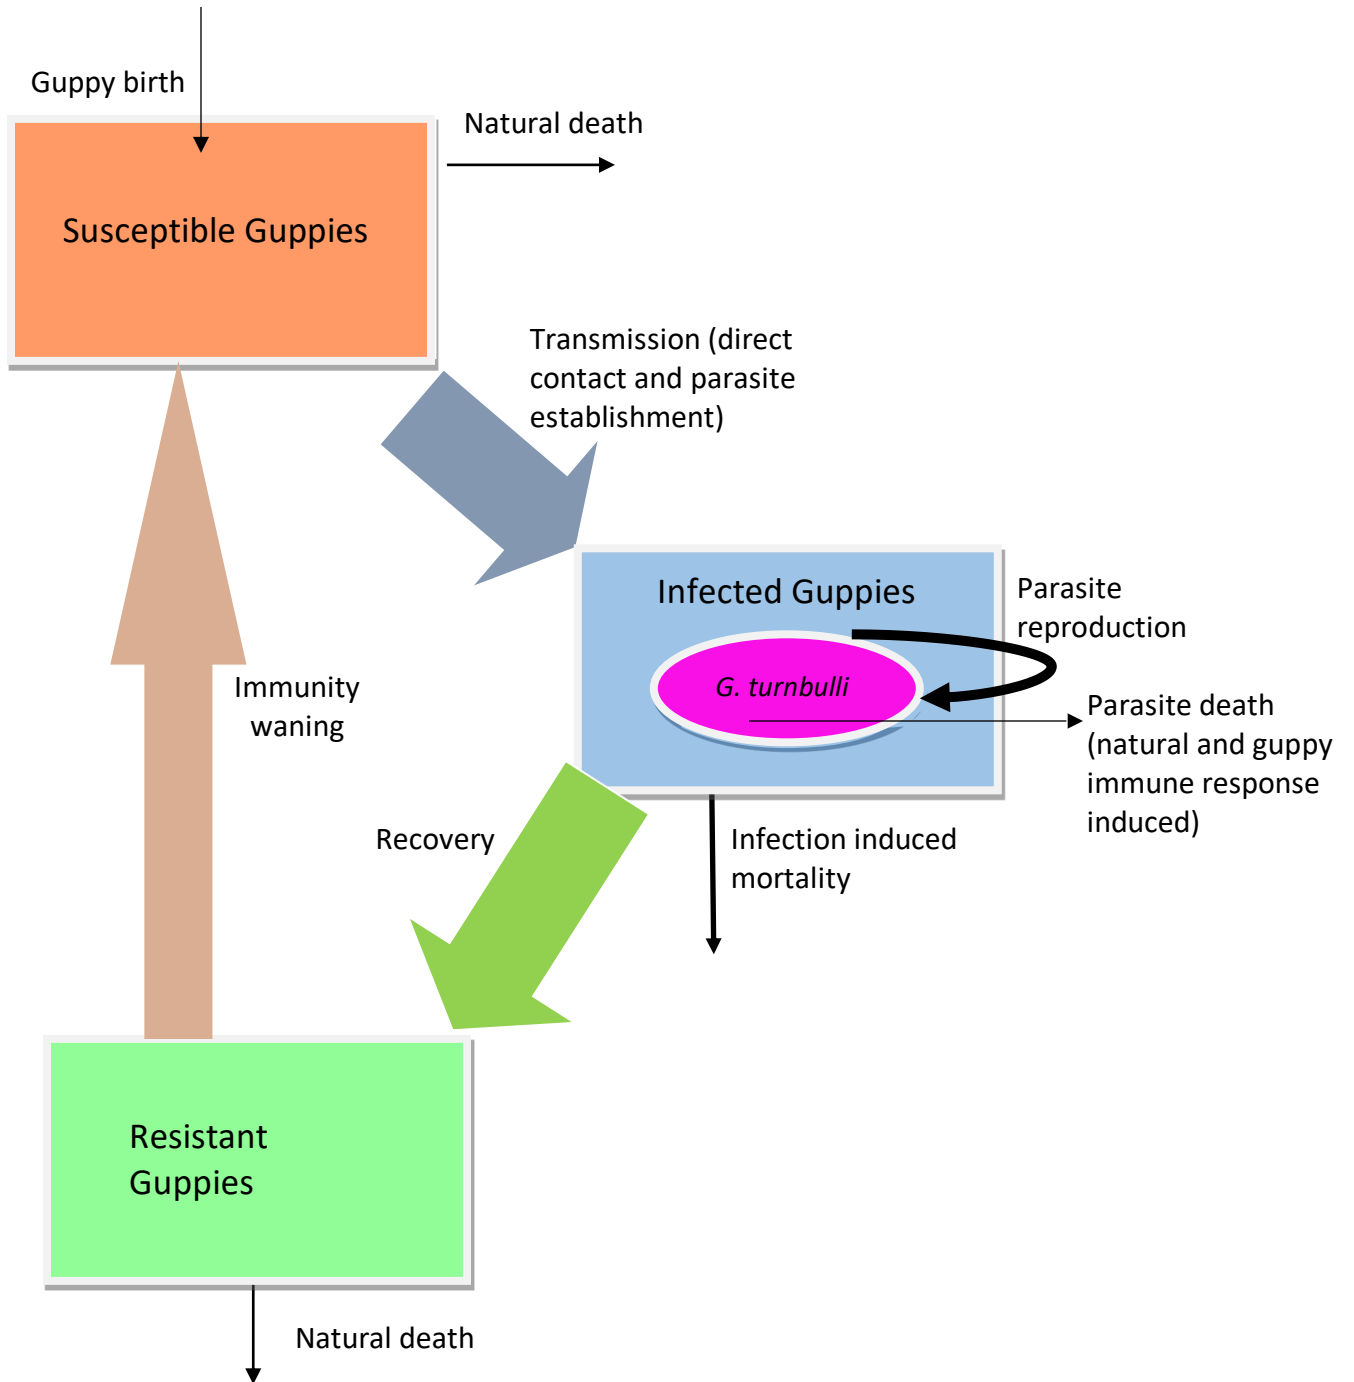 Guppy birth
Natural death
Susceptible Guppies
Transmission (direct
contact and parasite
establishment)
Infected Guppies
Parasite
reproduction
G. turnbulli
Immunity
waning
Parasite death
(natural and guppy
immune response
induced)
Recovery
Infection induced
mortality
Resistant
Guppies
Natural death